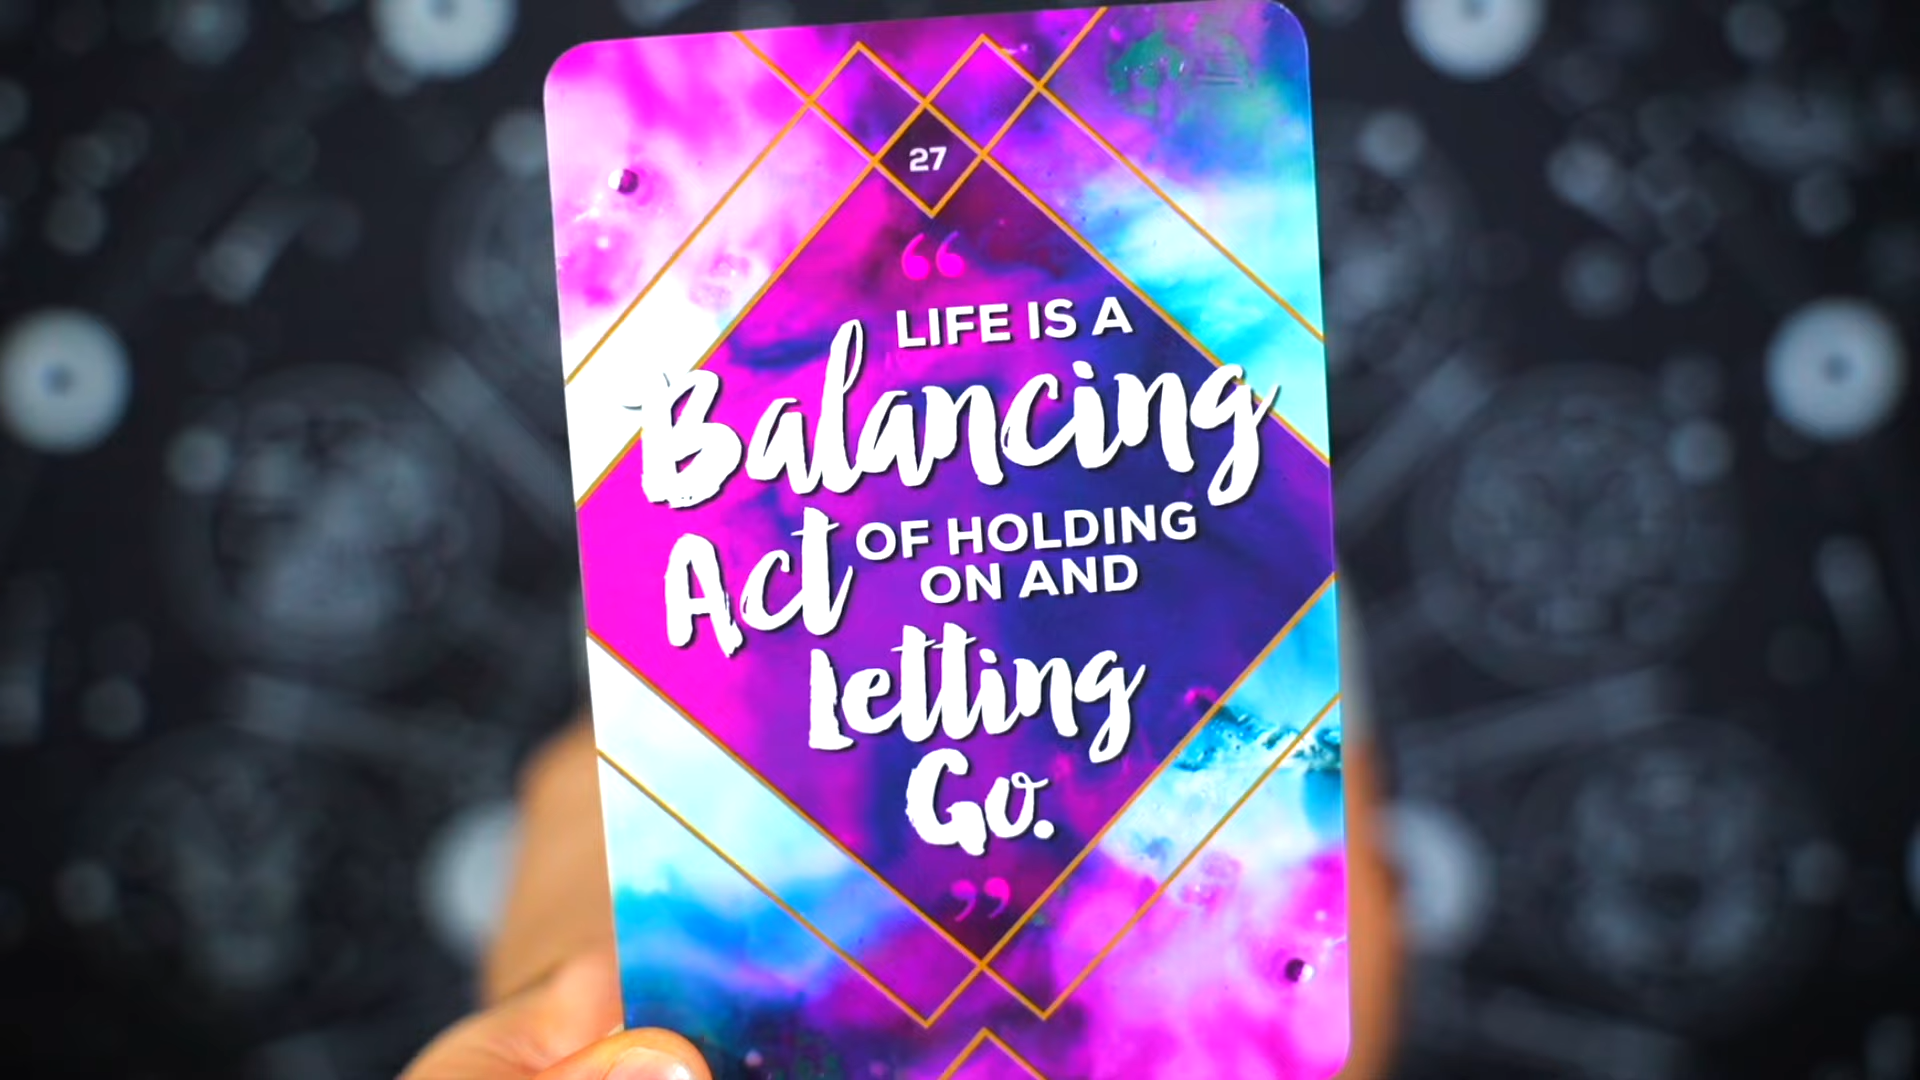 27
“
LIFE IS A
Balancing
Act OF HOLDING
ON AND
letting
Go.
”